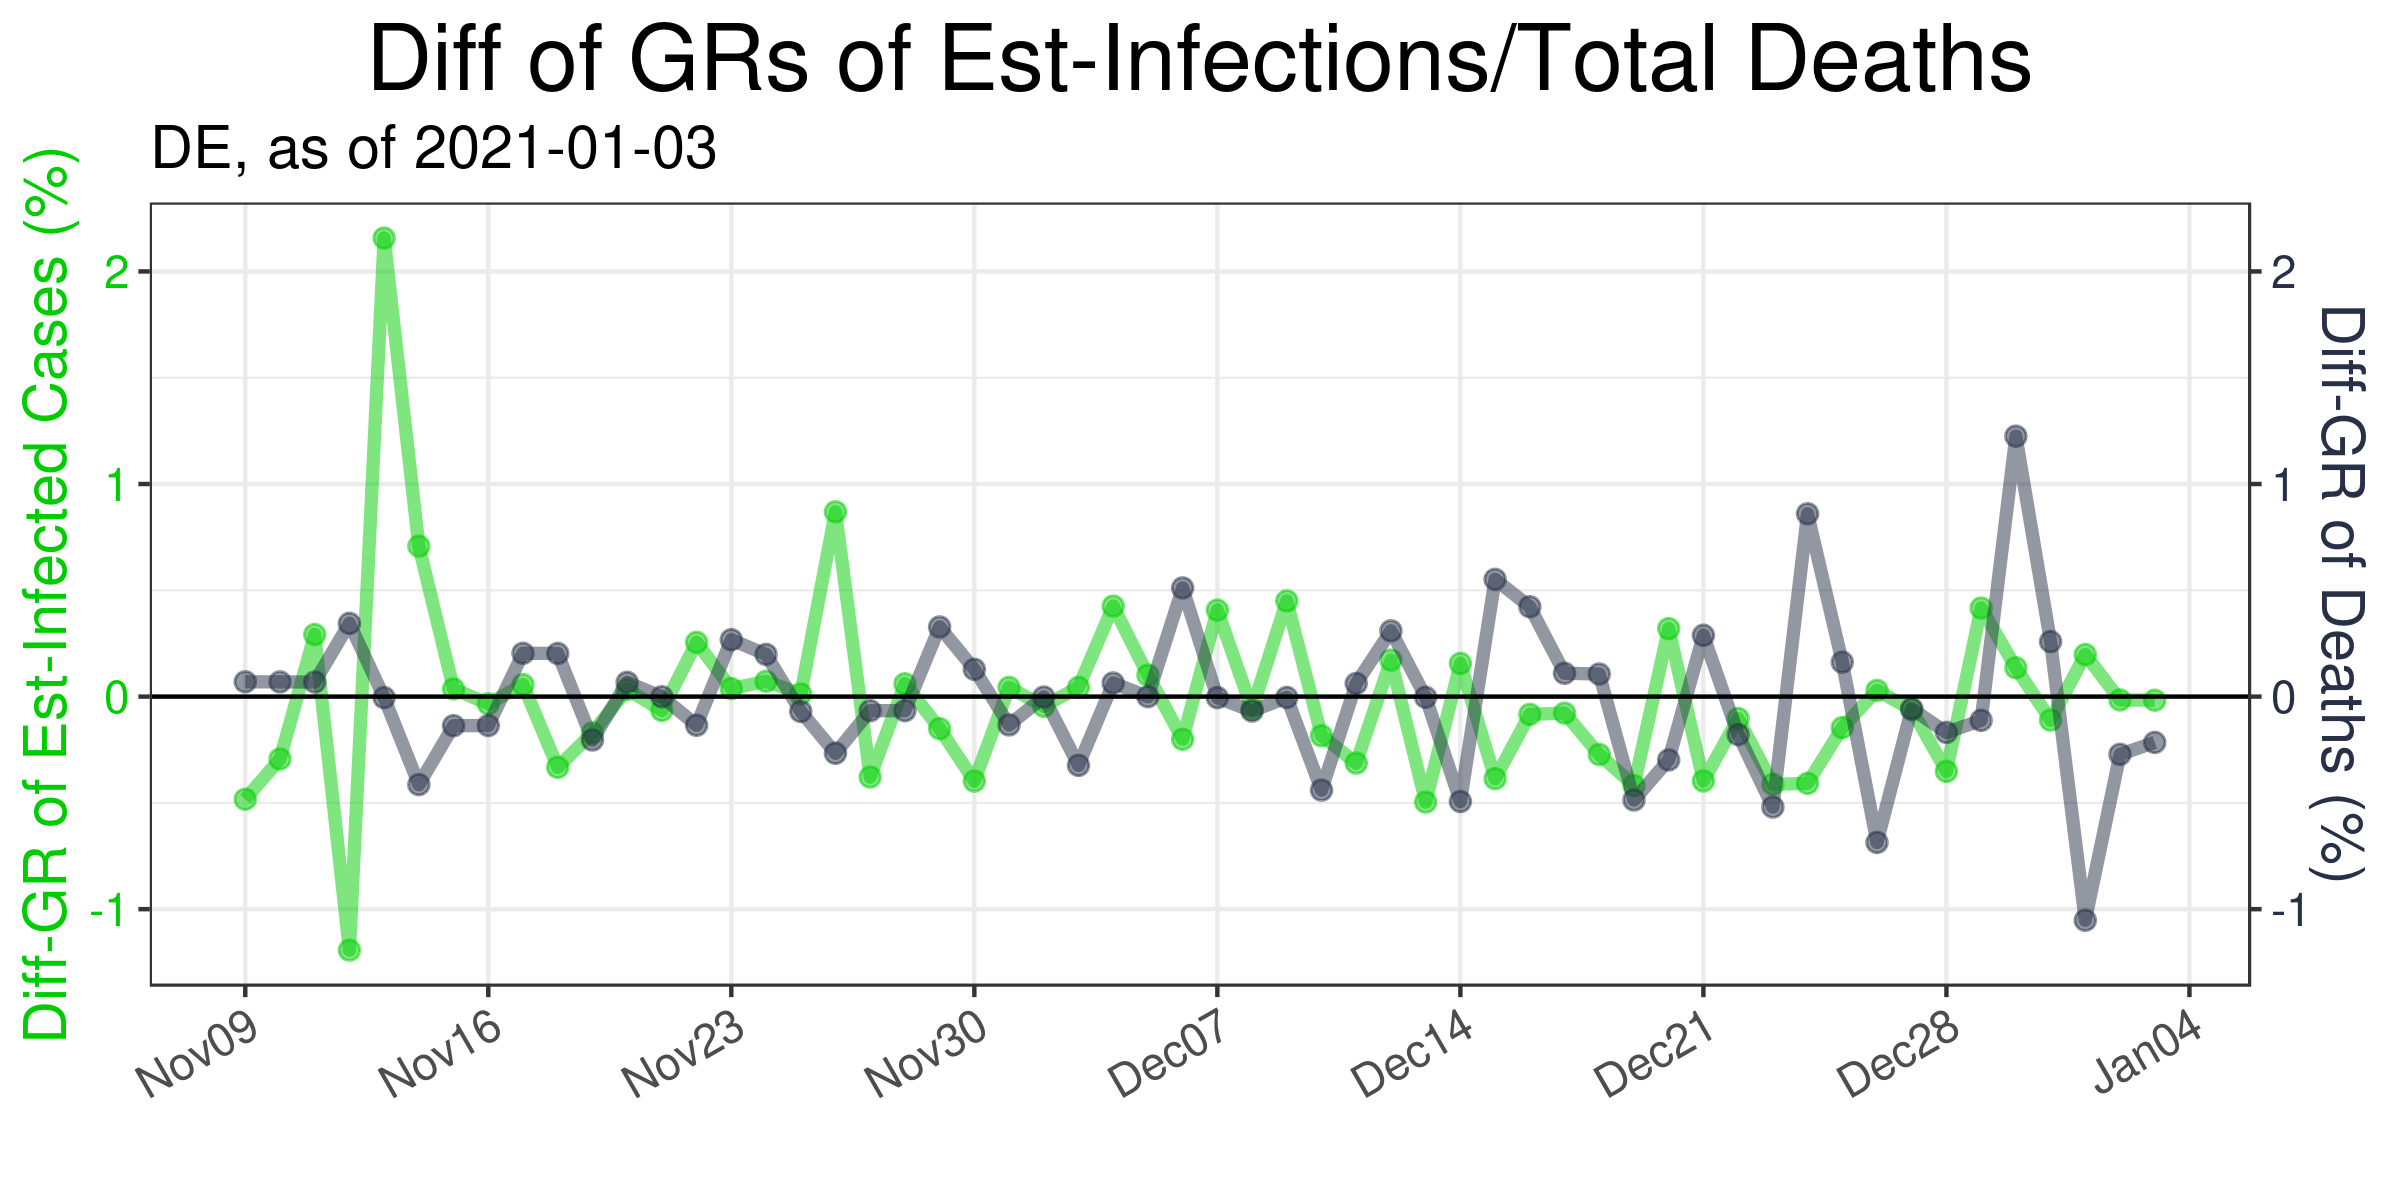 Diff of GRs of Est-Infections/Total Deaths
DE, as of 2021-01-03
Diff-GR of Est-Infected Cases (%)
2
1
0
-1
2
1
0
-1
Diff-GR of Deaths (%)
Nov09
Nov16
Nov23
Nov30
Dec07
Dec14
Dec21
Dec28
Jan04